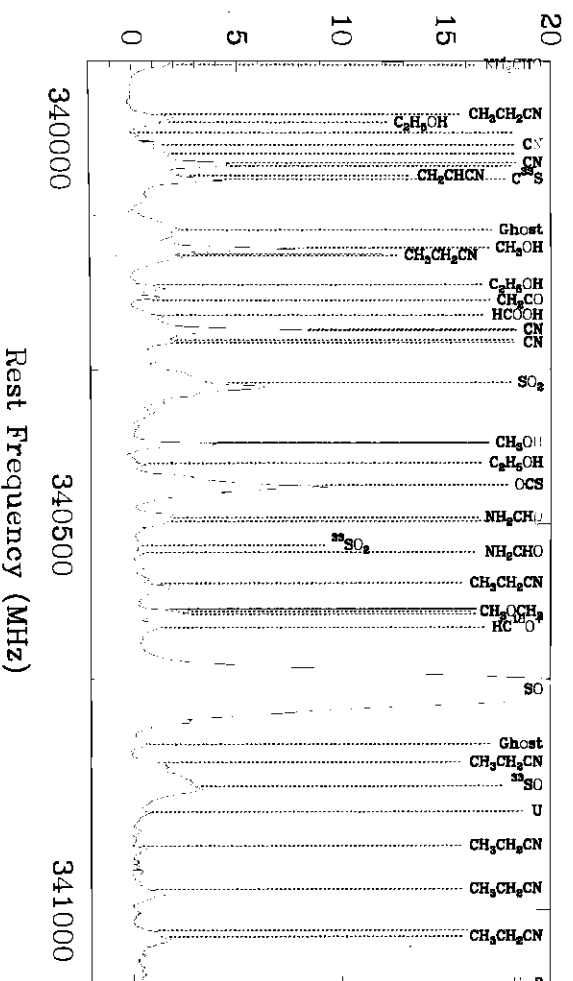 20
15
10
5
0
CH₃CH₂CN
C₂H₅OH
CN
CN
CH₂CHCN
C³³S
Ghost
CH₃OH
CH₃CH₂CN
C₂H₅OH
CH₂CO
HCOOH
CN
CN
SO₂
CH₃OH
C₂H₅OH
OCS
NH₂CHO
³³SO₂
NH₂CHO
CH₃CH₂CN
SO
Ghost
CH₃CH₂CN
³³SO
U
CH₃CH₂CN
CH₃CH₂CN
CH₃CH₂CN
340000
340500
341000
Rest Frequency (MHz)